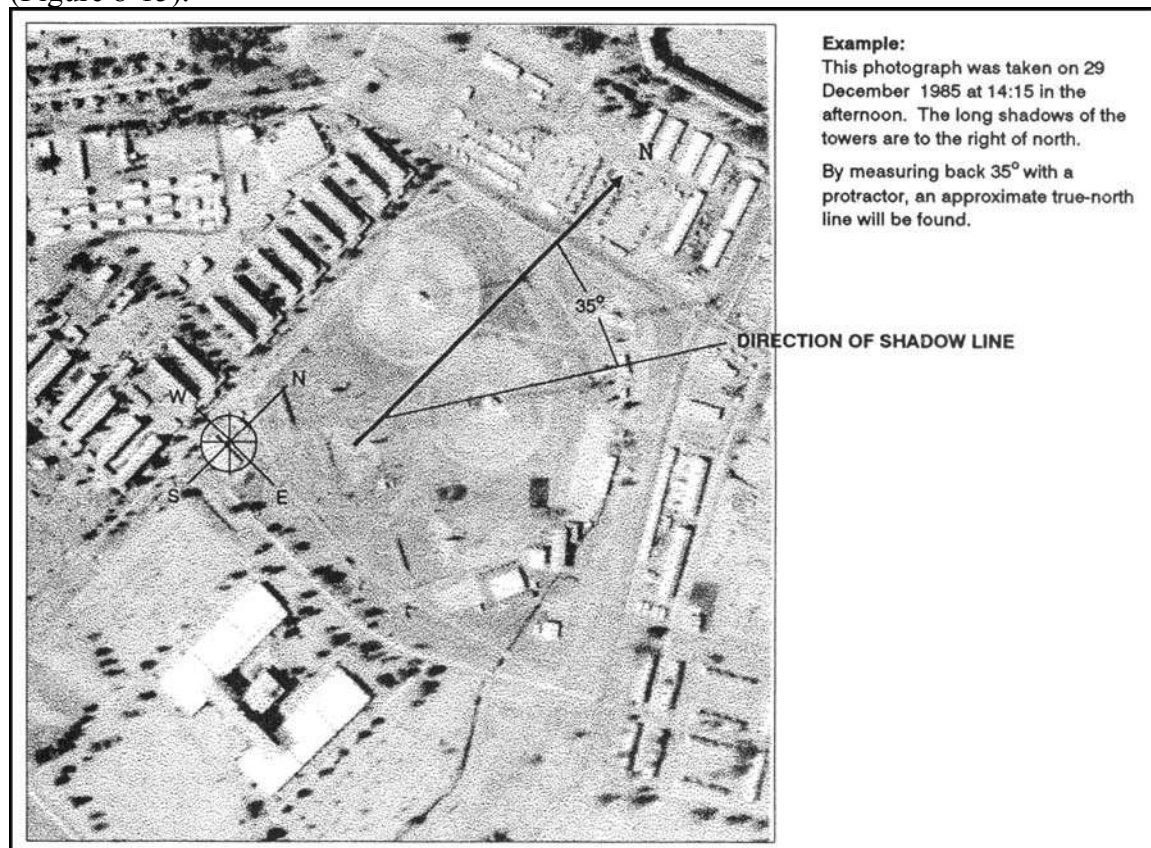 (Figure 8-15).
Example:
This photograph was taken on 29
December 1985 at 14:15 in the
afternoon. The long shadows of the
towers are to the right of north.
By measuring back 35° with a
protractor, an approximate true-north
line will be found.
N
35°
DIRECTION OF SHADOW LINE
W
N
S
E